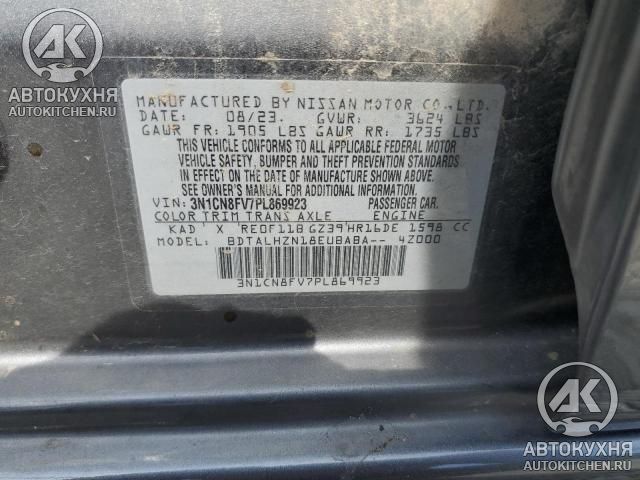 АК
АВТОКУХНЯ
AUTOKITCHEN.RU
MANUFACTURED BY NISSAN MOTOR CO.,LTD.
DATE: 08/23. GVWR: 3624 LBS
GAWR FR: 1905 LBS GAWR RR: 1735 LBS
THIS VEHICLE CONFORMS TO ALL APPLICABLE FEDERAL MOTOR
VEHICLE SAFETY, BUMPER AND THEFT PREVENTION STANDARDS
IN EFFECT ON THE DATE OF MANUFACTURE SHOWN ABOVE.
SEE OWNER'S MANUAL FOR ADDITIONAL INFORMATION.
VIN: 3N1CN8FV7PL869923 PASSENGER CAR.
COLOR TRIM TRANS AXLE ENGINE
KAD X RE0F11B GZ39 HR16DE 1598 CC
MODEL: BDTALHZN18EUBABA-- 4Z000
3N1CN8FV7PL869923
АК
АВТОКУХНЯ
AUTOKITCHEN.RU